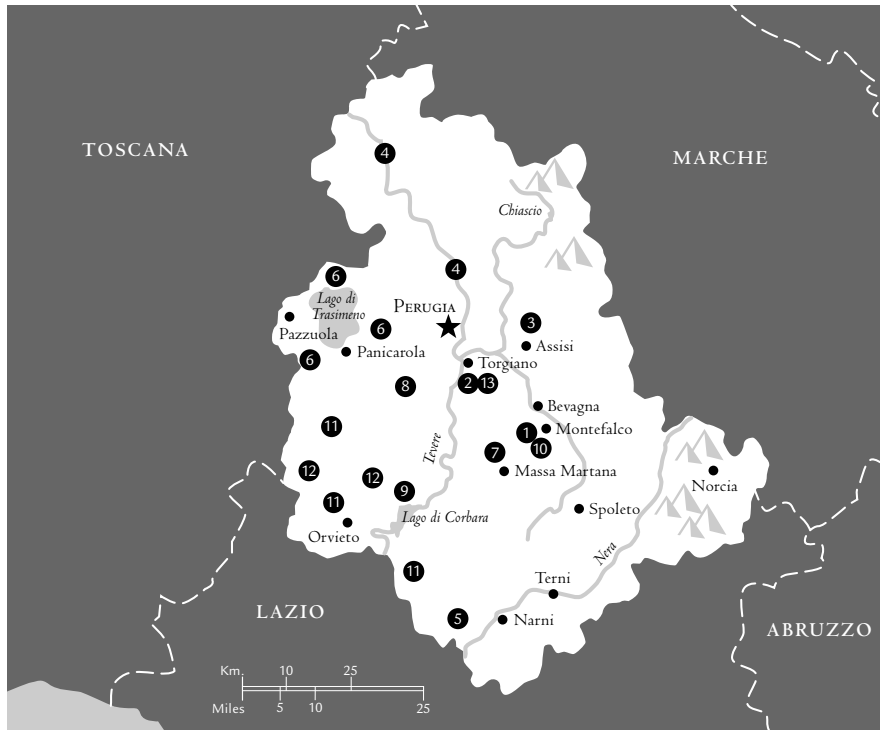 4
TOSCANA
MARCHE
Chiascio
4
6
Lago di
Trasimeno
PERUGIA
3
Pazzuola
6
Panicarola
Assisi
6
Torgiano
8
2
13
Bevagna
11
1
Montefalco
Tevere
7
10
12
Massa Martana
12
Norcia
9
11
Lago di Corbara
Spoleto
Orvieto
Nera
11
Terni
LAZIO
5
Narni
ABRUZZO
Km. 10 25
Miles 5 10 25